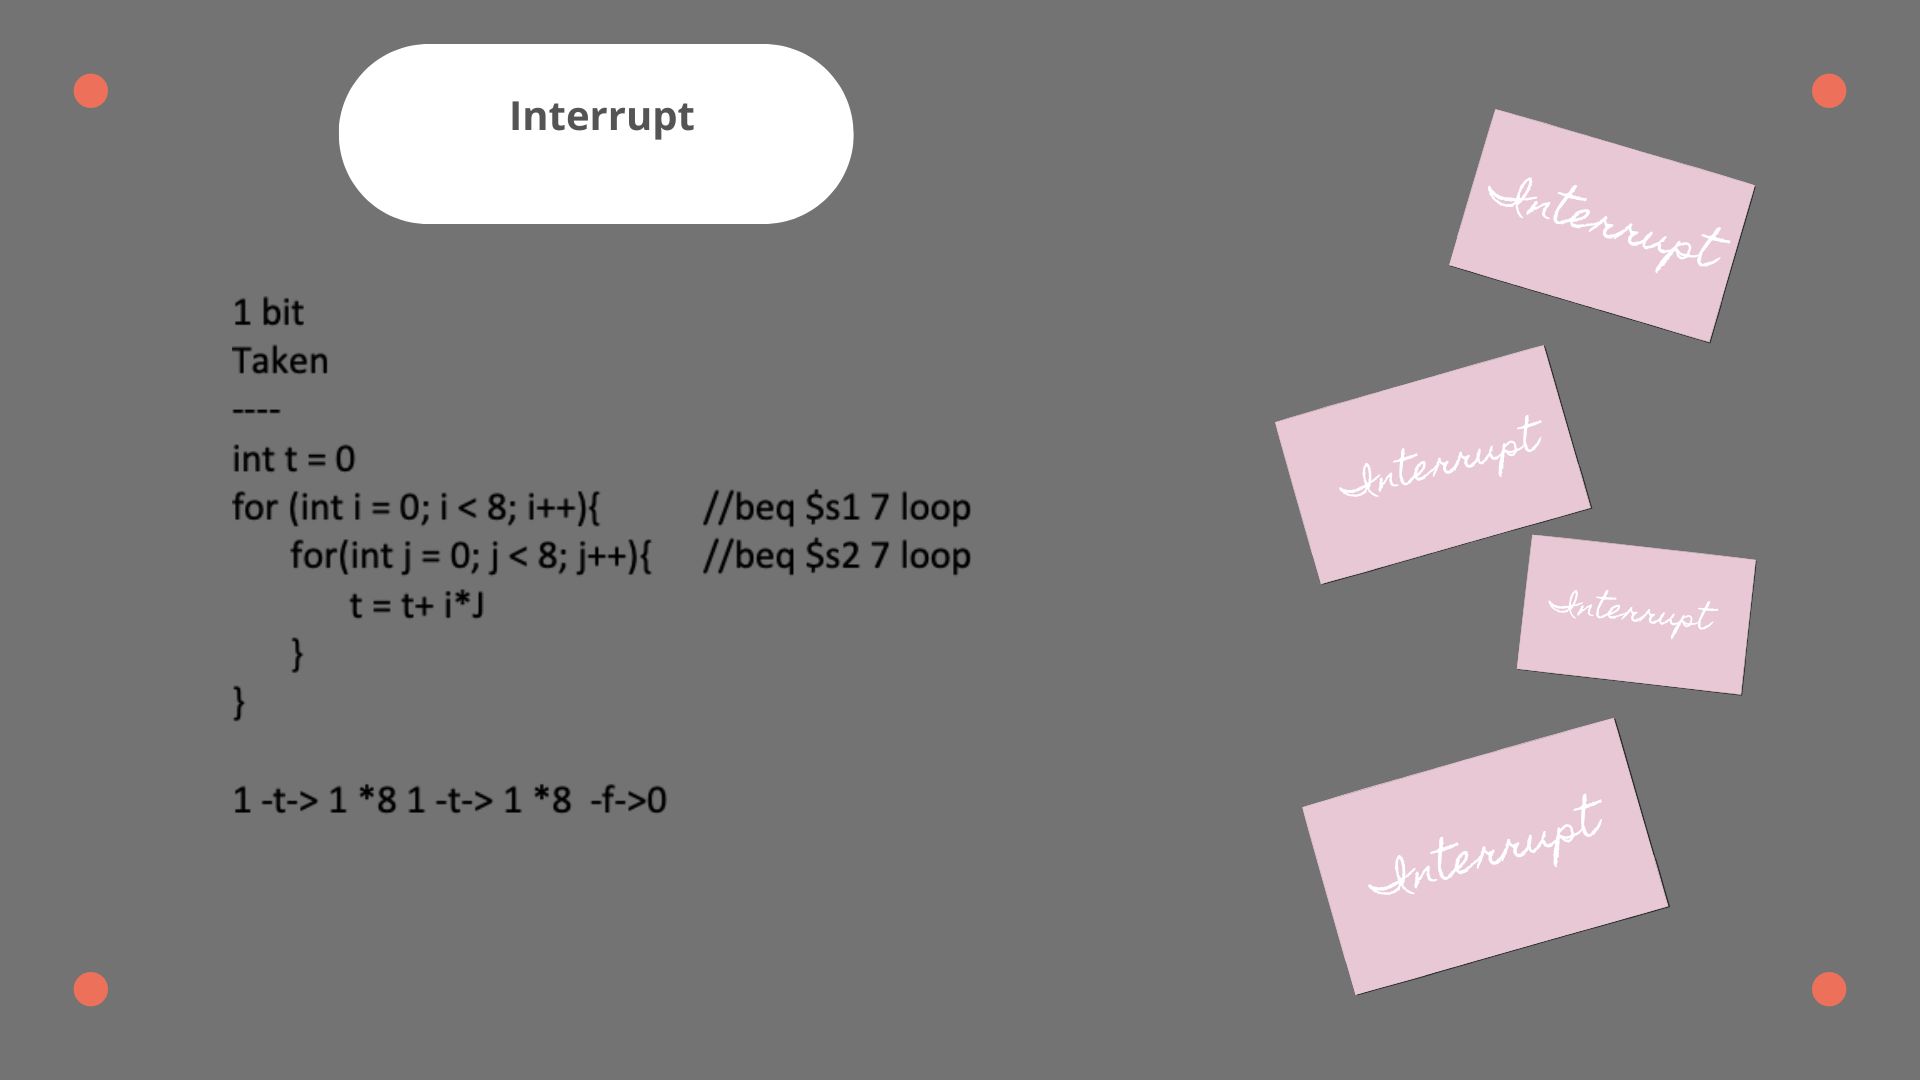 Interrupt
1 bit
Taken
----
int t = 0
for (int i = 0; i < 8; i++){ //beq $s1 7 loop
for(int j = 0; j < 8; j++){ //beq $s2 7 loop
t = t+ i*J
}
}
1 -t-> 1 *8 1 -t-> 1 *8 -f->0
Interrupt
Interrupt
Interrupt
Interrupt